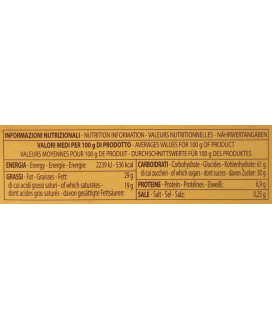 INFORMAZIONI NUTRIZIONALI - NUTRITION INFORMATION - VALEURS NUTRITIONNELLES - NÄHRWERTANGABEN
VALORI MEDI PER 100 g DI PRODOTTO - AVERAGES VALUES FOR 100 g OF PRODUCT
VALEURS MOYENNES POUR 100 g DE PRODUIT - DURCHSCHNITTSWERTE FÜR 100 g DES PRODUKTES
ENERGIA - Energy - Energie - Energie: 2239 kJ - 536 kcal
GRASSI - Fat - Graisses - Fett: 29 g
di cui acidi grassi saturi - of which saturates - 19 g
dont acides gras saturés - davon gesättigte Fettsäuren:
CARBOIDRATI - Carbohydrate - Glucides - Kohlenhydrate: 61 g
di cui zuccheri - of which sugars - dont sucres - davon Zucker: 30 g
PROTEINE - Protein - Protéines - Eiweiß: 6,9 g
SALE - Salt - Sel - Salz: 0,25 g